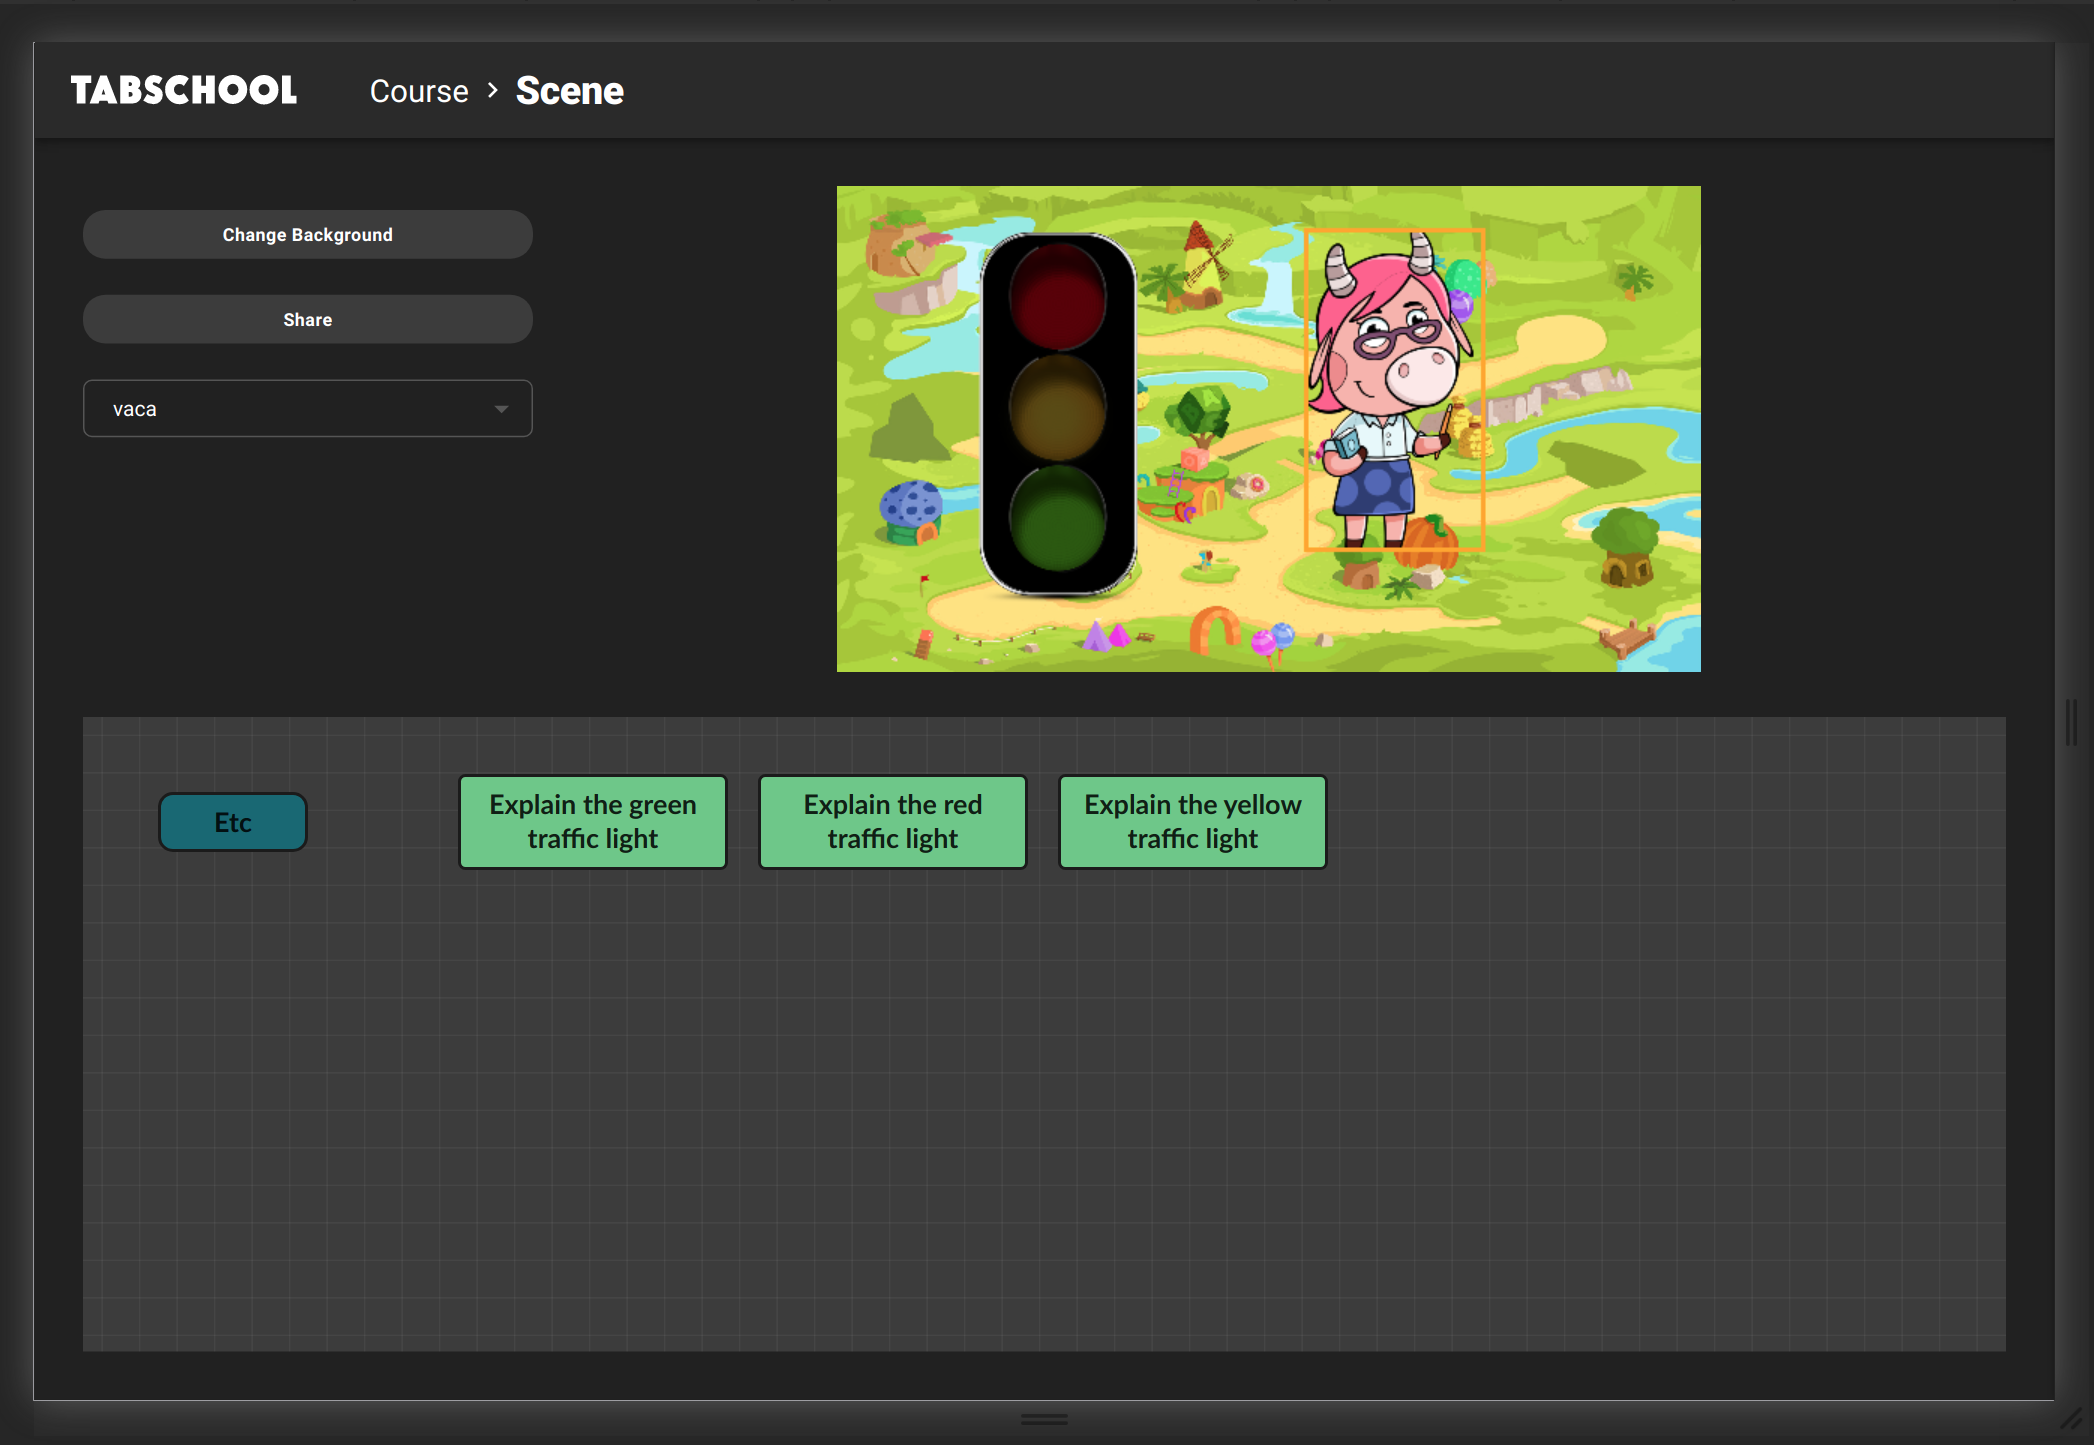 TABSCHOOL
Course > Scene
Change Background
Share
vaca
Etc
Explain the green
traffic light
Explain the red
traffic light
Explain the yellow
traffic light